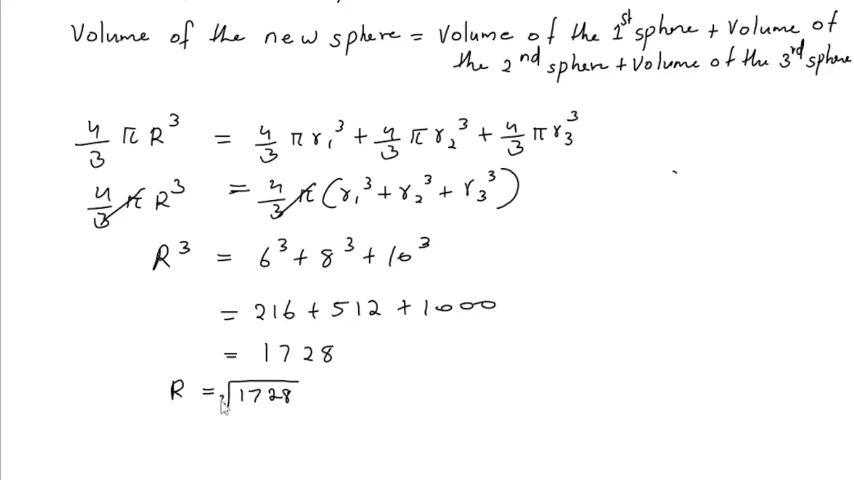 Volume of the new sphere = Volume of the 1st sphere + Volume of
the 2nd sphere + Volume of the 3rd sphere
4/3 π R³ = 4/3 π r₁³ + 4/3 π r₂³ + 4/3 π r₃³
4/3 π R³ = 4/3 π (r₁³ + r₂³ + r₃³)
R³ = 6³ + 8³ + 10³
= 216 + 512 + 1000
= 1728
R = ³√1728